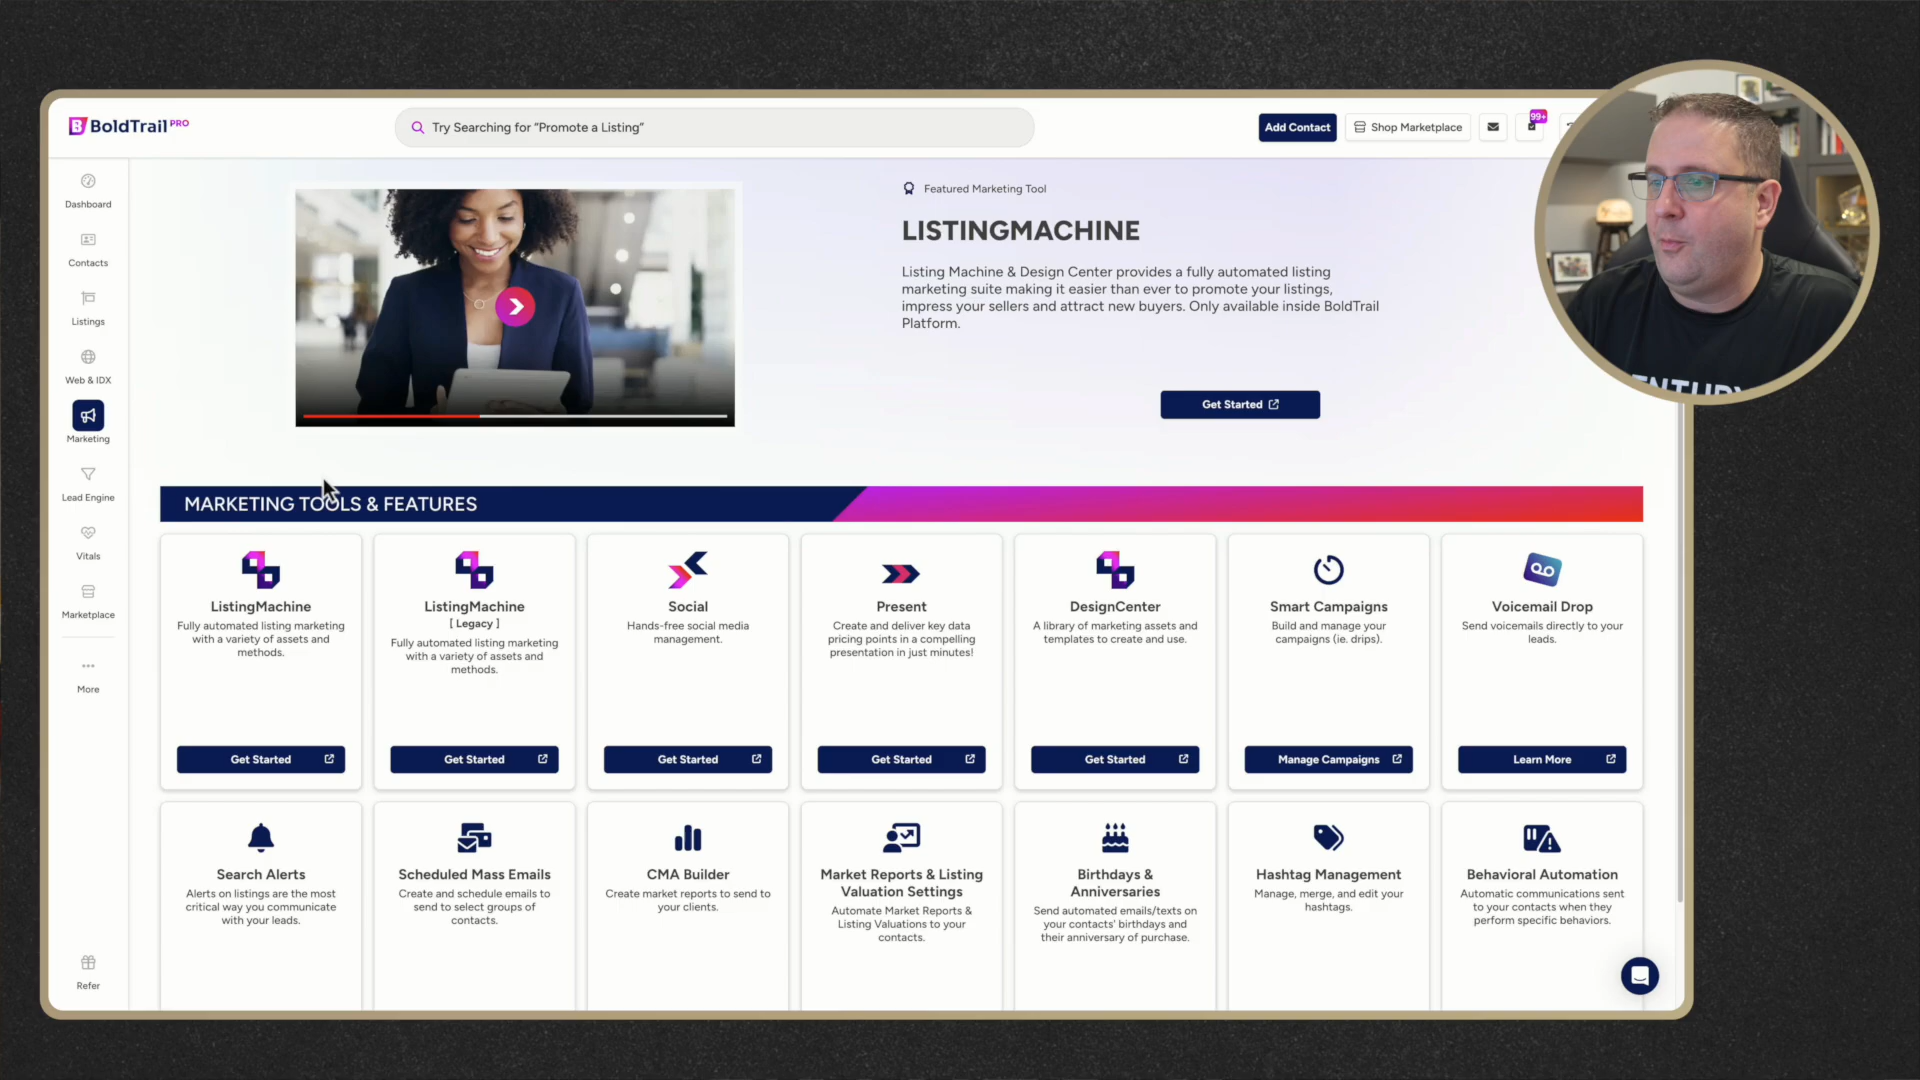 BoldTrail PRO
Try Searching for “Promote a Listing”
Add Contact
Shop Marketplace
99+
Dashboard
Contacts
Listings
Web & IDX
Marketing
Lead Engine
Vitals
Marketplace
More
Refer
Featured Marketing Tool
LISTINGMACHINE
Listing Machine & Design Center provides a fully automated listing
marketing suite making it easier than ever to promote your listings,
impress your sellers and attract new buyers. Only available inside BoldTrail
Platform.
Get Started
MARKETING TOOLS & FEATURES
ListingMachine
Fully automated listing marketing
with a variety of assets and
methods.
Get Started
ListingMachine
[ Legacy ]
Fully automated listing marketing
with a variety of assets and
methods.
Get Started
Social
Hands-free social media
management.
Get Started
Present
Create and deliver key data
pricing points in a compelling
presentation in just minutes!
Get Started
DesignCenter
A library of marketing assets and
templates to create and use.
Get Started
Smart Campaigns
Build and manage your
campaigns (ie. drips).
Manage Campaigns
Voicemail Drop
Send voicemails directly to your
leads.
Learn More
Search Alerts
Alerts on listings are the most
critical way you communicate
with your leads.
Scheduled Mass Emails
Create and schedule emails to
send to select groups of
contacts.
CMA Builder
Create market reports to send to
your clients.
Market Reports & Listing
Valuation Settings
Automate Market Reports &
Listing Valuations to your
contacts.
Birthdays &
Anniversaries
Send automated emails/texts on
your contacts' birthdays and
their anniversary of purchase.
Hashtag Management
Manage, merge, and edit your
hashtags.
Behavioral Automation
Automatic communications sent
to your contacts when they
perform specific behaviors.